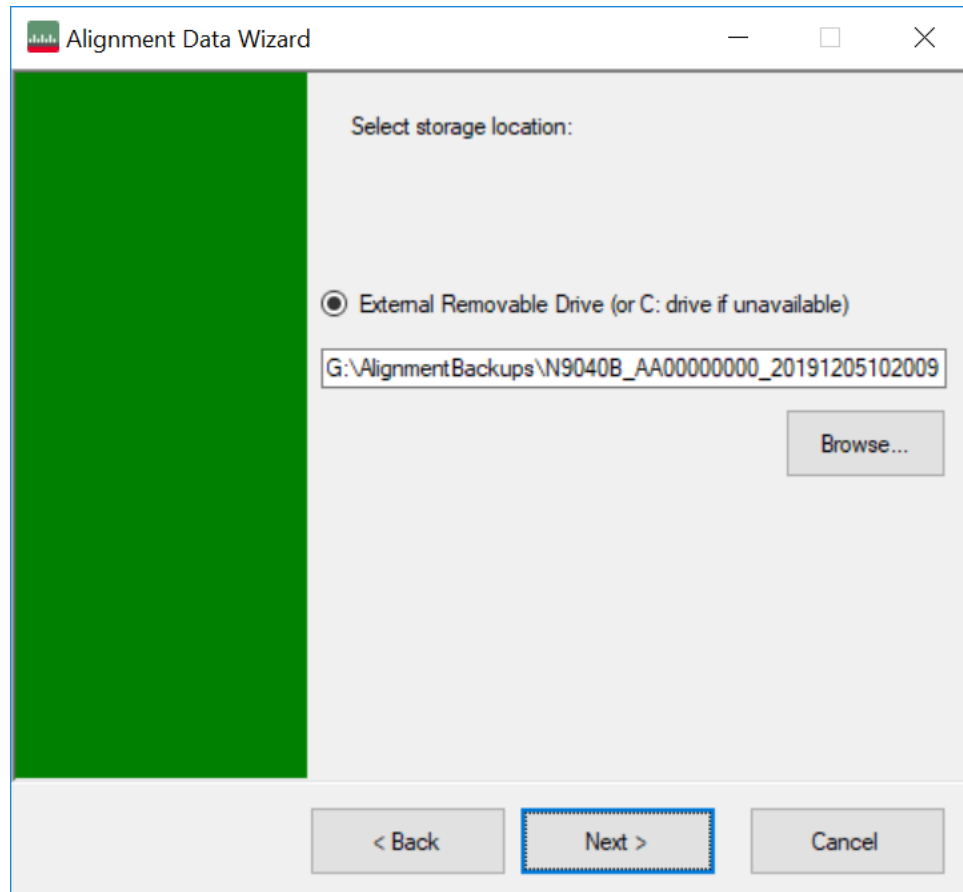 Alignment Data Wizard
Select storage location:
External Removable Drive (or C: drive if unavailable)
G:\AlignmentBackups\N9040B_AA00000000_20191205102009
Browse...
< Back
Next >
Cancel